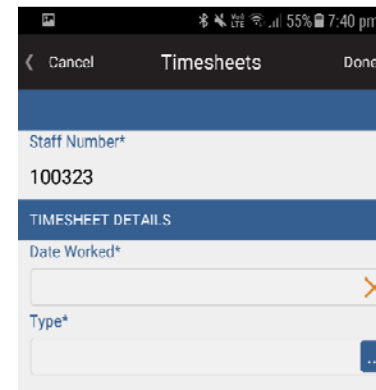 55% 7:40 pm
Cancel Timesheets Done
Staff Number*
100323
TIMESHEET DETAILS
Date Worked*
Type*
...